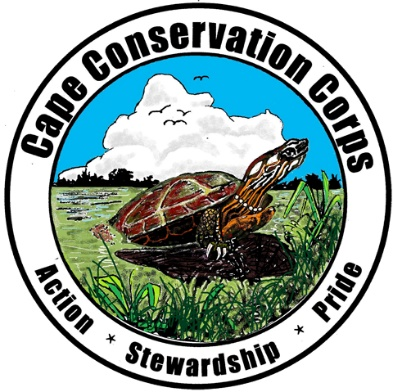 Cape Conservation Corps
Action * Stewardship * Pride